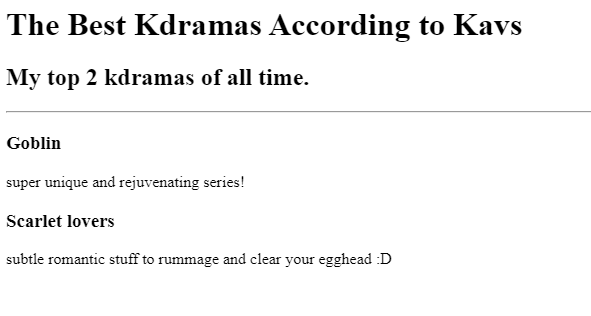 The Best Kdramas According to Kavs
My top 2 kdramas of all time.
Goblin
super unique and rejuvenating series!
Scarlet lovers
subtle romantic stuff to rummage and clear your egghead :D